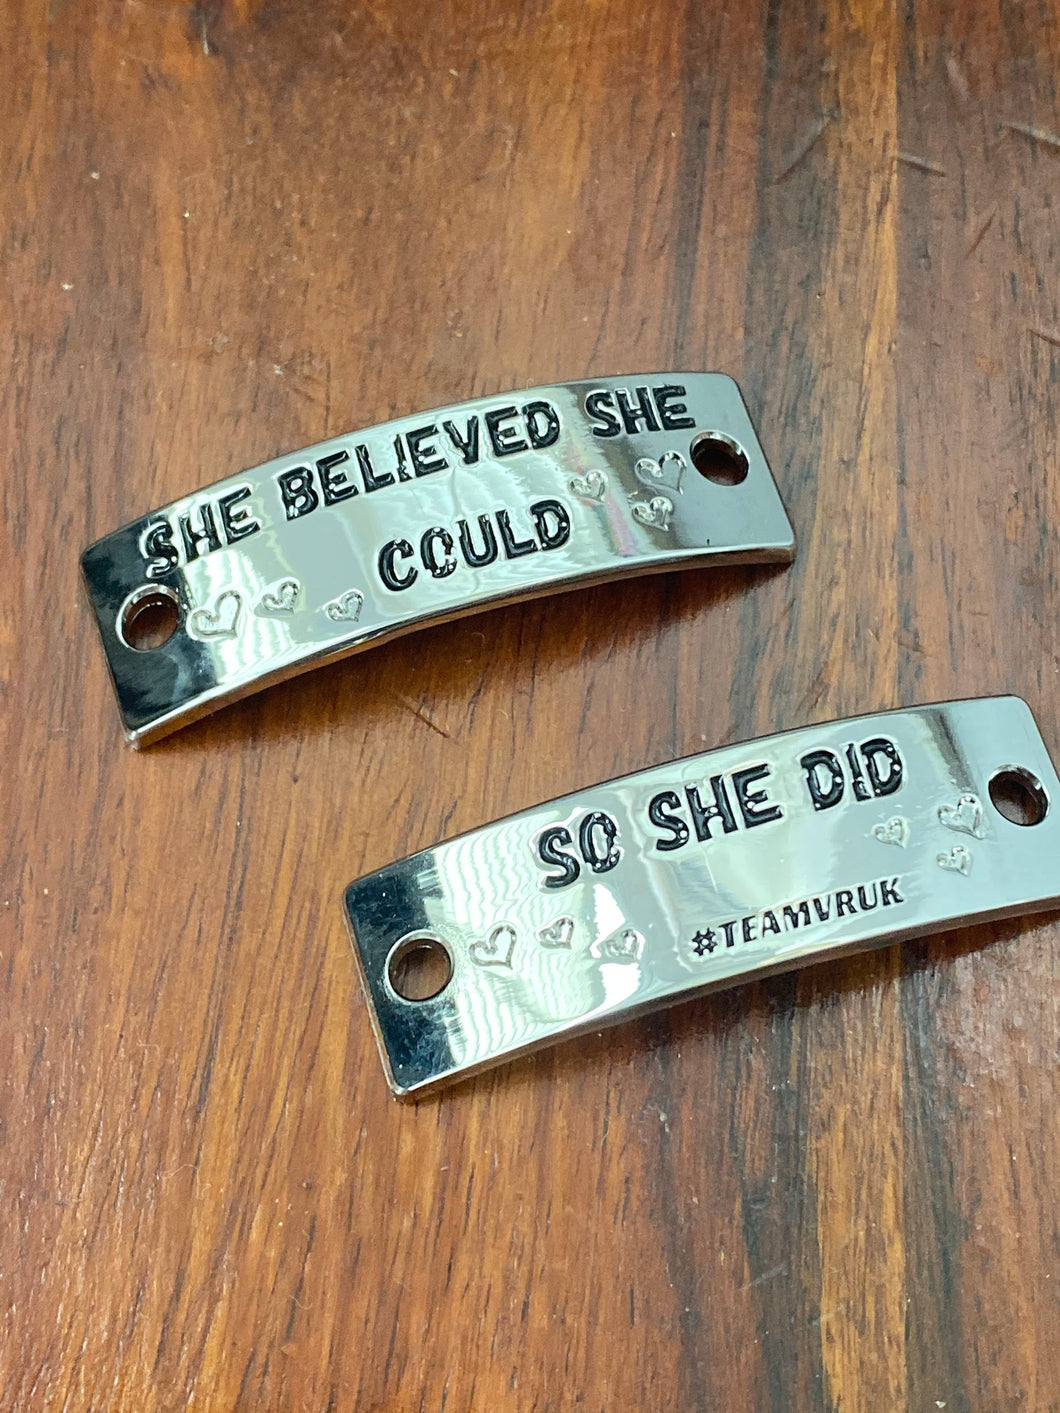 SHE BELIEVED SHE
COULD
SO SHE DID
#TEAMVRUK